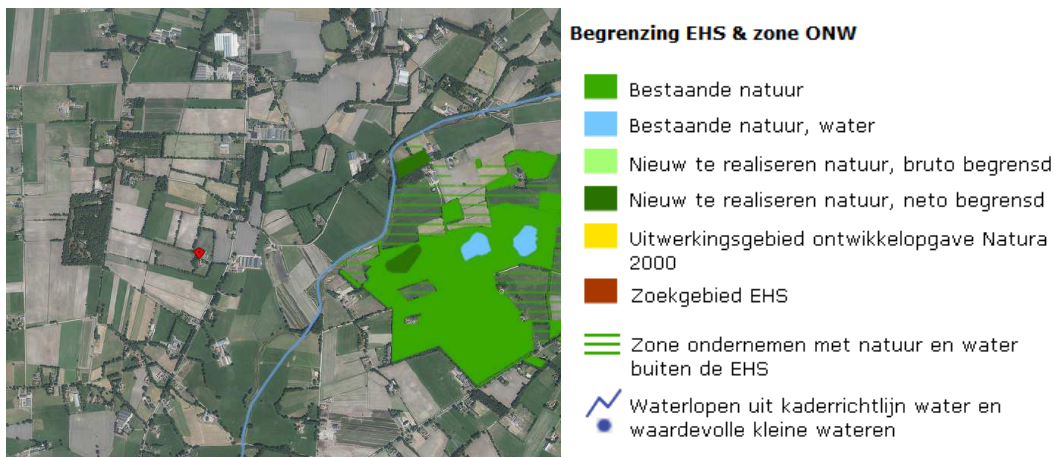 Begrenzing EHS & zone ONW
Bestaande natuur
Bestaande natuur, water
Nieuw te realiseren natuur, bruto begrensd
Nieuw te realiseren natuur, neto begrensd
Uitwerkingsgebied ontwikkelopgave Natura
2000
Zoekgebied EHS
Zone ondernemen met natuur en water
buiten de EHS
Waterlopen uit kaderrichtlijn water en
waardevolle kleine wateren